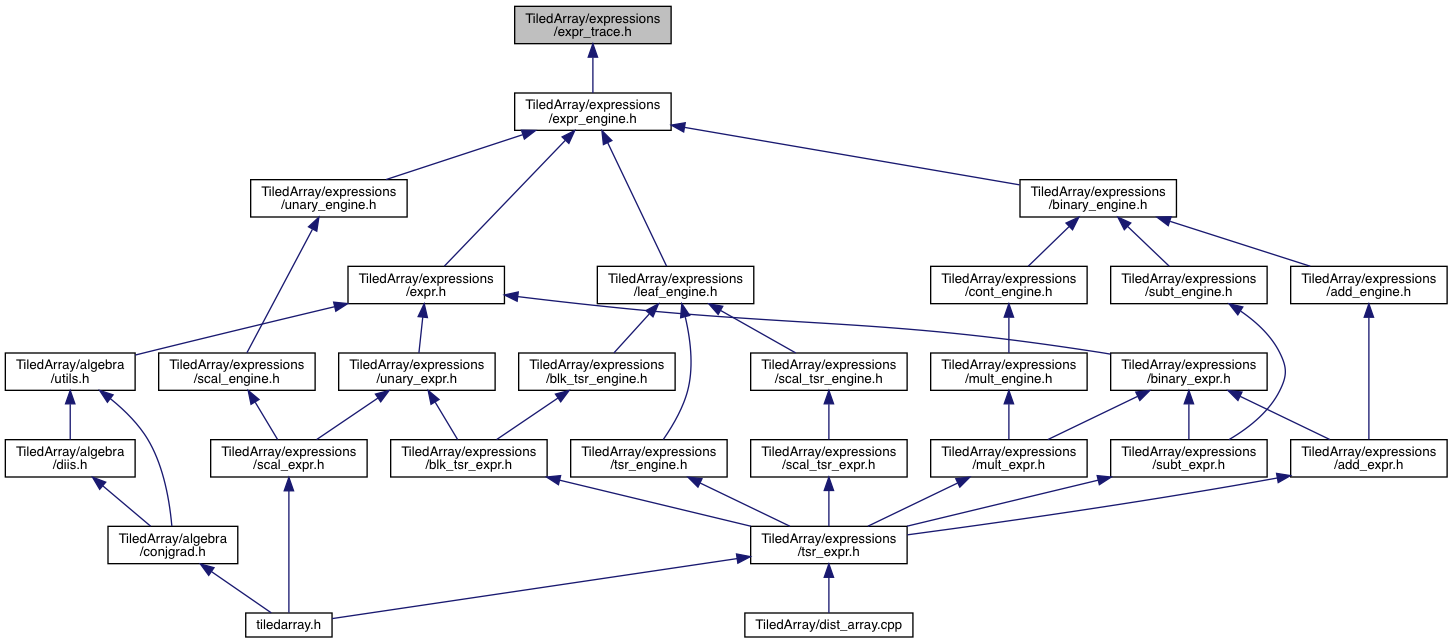 TiledArray/expressions
/expr_trace.h
TiledArray/expressions
/expr_engine.h
TiledArray/expressions
/unary_engine.h
TiledArray/expressions
/binary_engine.h
TiledArray/expressions
/expr.h
TiledArray/expressions
/leaf_engine.h
TiledArray/expressions
/cont_engine.h
TiledArray/expressions
/subt_engine.h
TiledArray/expressions
/add_engine.h
TiledArray/algebra
/utils.h
TiledArray/expressions
/scal_engine.h
TiledArray/expressions
/unary_expr.h
TiledArray/expressions
/blk_tsr_engine.h
TiledArray/expressions
/scal_tsr_engine.h
TiledArray/expressions
/mult_engine.h
TiledArray/expressions
/binary_expr.h
TiledArray/algebra
/diis.h
TiledArray/expressions
/scal_expr.h
TiledArray/expressions
/blk_tsr_expr.h
TiledArray/expressions
/tsr_engine.h
TiledArray/expressions
/scal_tsr_expr.h
TiledArray/expressions
/mult_expr.h
TiledArray/expressions
/subt_expr.h
TiledArray/expressions
/add_expr.h
TiledArray/algebra
/conjgrad.h
TiledArray/expressions
/tsr_expr.h
tiledarray.h
TiledArray/dist_array.cpp